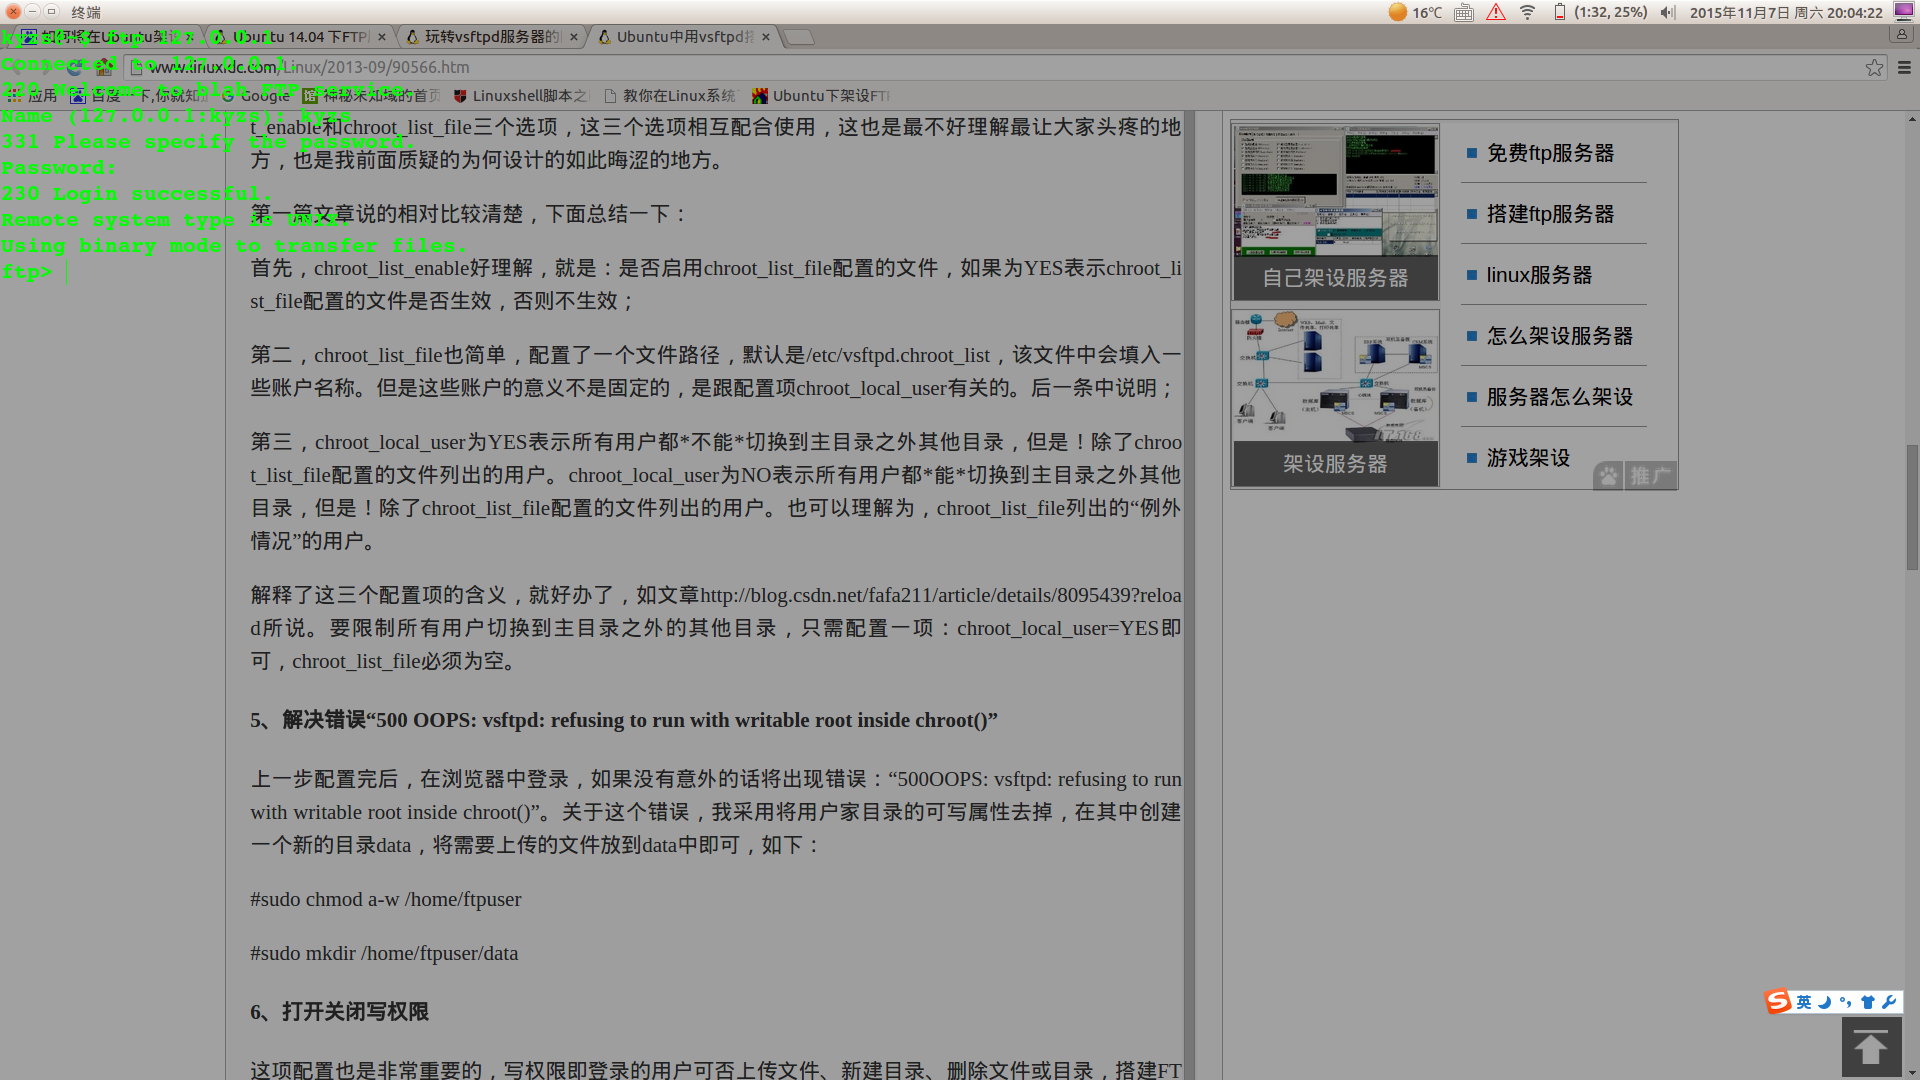 终端
16°C
(1:32, 25%)
2015年11月7日 周六 20:04:22
如何将在Ubuntu架设
Ubuntu 14.04 下FTP
玩转vsftpd服务器的
Ubuntu中用vsftpd搭
www.linuxidc.com/Linux/2013-09/90566.htm
应用
百度一下,你就知
Google
神秘未知域的首页
Linuxshell脚本之
教你在Linux系统
Ubuntu下架设FT
ftp 127.0.0.1
Connected to 127.0.0.1.
220 Welcome to blah FTP service.
Name (127.0.0.1:kyzs): kyzs
331 Please specify the password.
Password:
230 Login successful.
Remote system type is UNIX.
Using binary mode to transfer files.
ftp>
t_enable和chroot_list_file三个选项，这三个选项相互配合使用，这也是最不好理解最让大家头疼的地
方，也是我前面质疑的为何设计的如此晦涩的地方。
第一篇文章说的相对比较清楚，下面总结一下：
首先，chroot_list_enable好理解，就是：是否启用chroot_list_file配置的文件，如果为YES表示chroot_li
st_file配置的文件是否生效，否则不生效；
第二，chroot_list_file也简单，配置了一个文件路径，默认是/etc/vsftpd.chroot_list，该文件中会填入一
些账户名称。但是这些账户的意义不是固定的，是跟配置项chroot_local_user有关的。后一条中说明；
第三，chroot_local_user为YES表示所有用户都*不能*切换到主目录之外其他目录，但是！除了chroo
t_list_file配置的文件列出的用户。chroot_local_user为NO表示所有用户都*能*切换到主目录之外其他
目录，但是！除了chroot_list_file配置的文件列出的用户。也可以理解为，chroot_list_file列出的“例外
情况”的用户。
解释了这三个配置项的含义，就好办了，如文章http://blog.csdn.net/fafa211/article/details/8095439?reloa
d所说。要限制所有用户切换到主目录之外的其他目录，只需配置一项：chroot_local_user=YES即
可，chroot_list_file必须为空。
5、解决错误“500 OOPS: vsftpd: refusing to run with writable root inside chroot()”
上一步配置完后，在浏览器中登录，如果没有意外的话将出现错误：“500OOPS: vsftpd: refusing to run
with writable root inside chroot()”。关于这个错误，我采用将用户家目录的可写属性去掉，在其中创建
一个新的目录data，将需要上传的文件放到data中即可，如下：
#sudo chmod a-w /home/ftpuser
#sudo mkdir /home/ftpuser/data
6、打开关闭写权限
这项配置也是非常重要的，写权限即登录的用户可否上传文件、新建目录、删除文件或目录，搭建FT
自己架设服务器
架设服务器
免费ftp服务器
搭建ftp服务器
linux服务器
怎么架设服务器
服务器怎么架设
游戏架设
推广
英